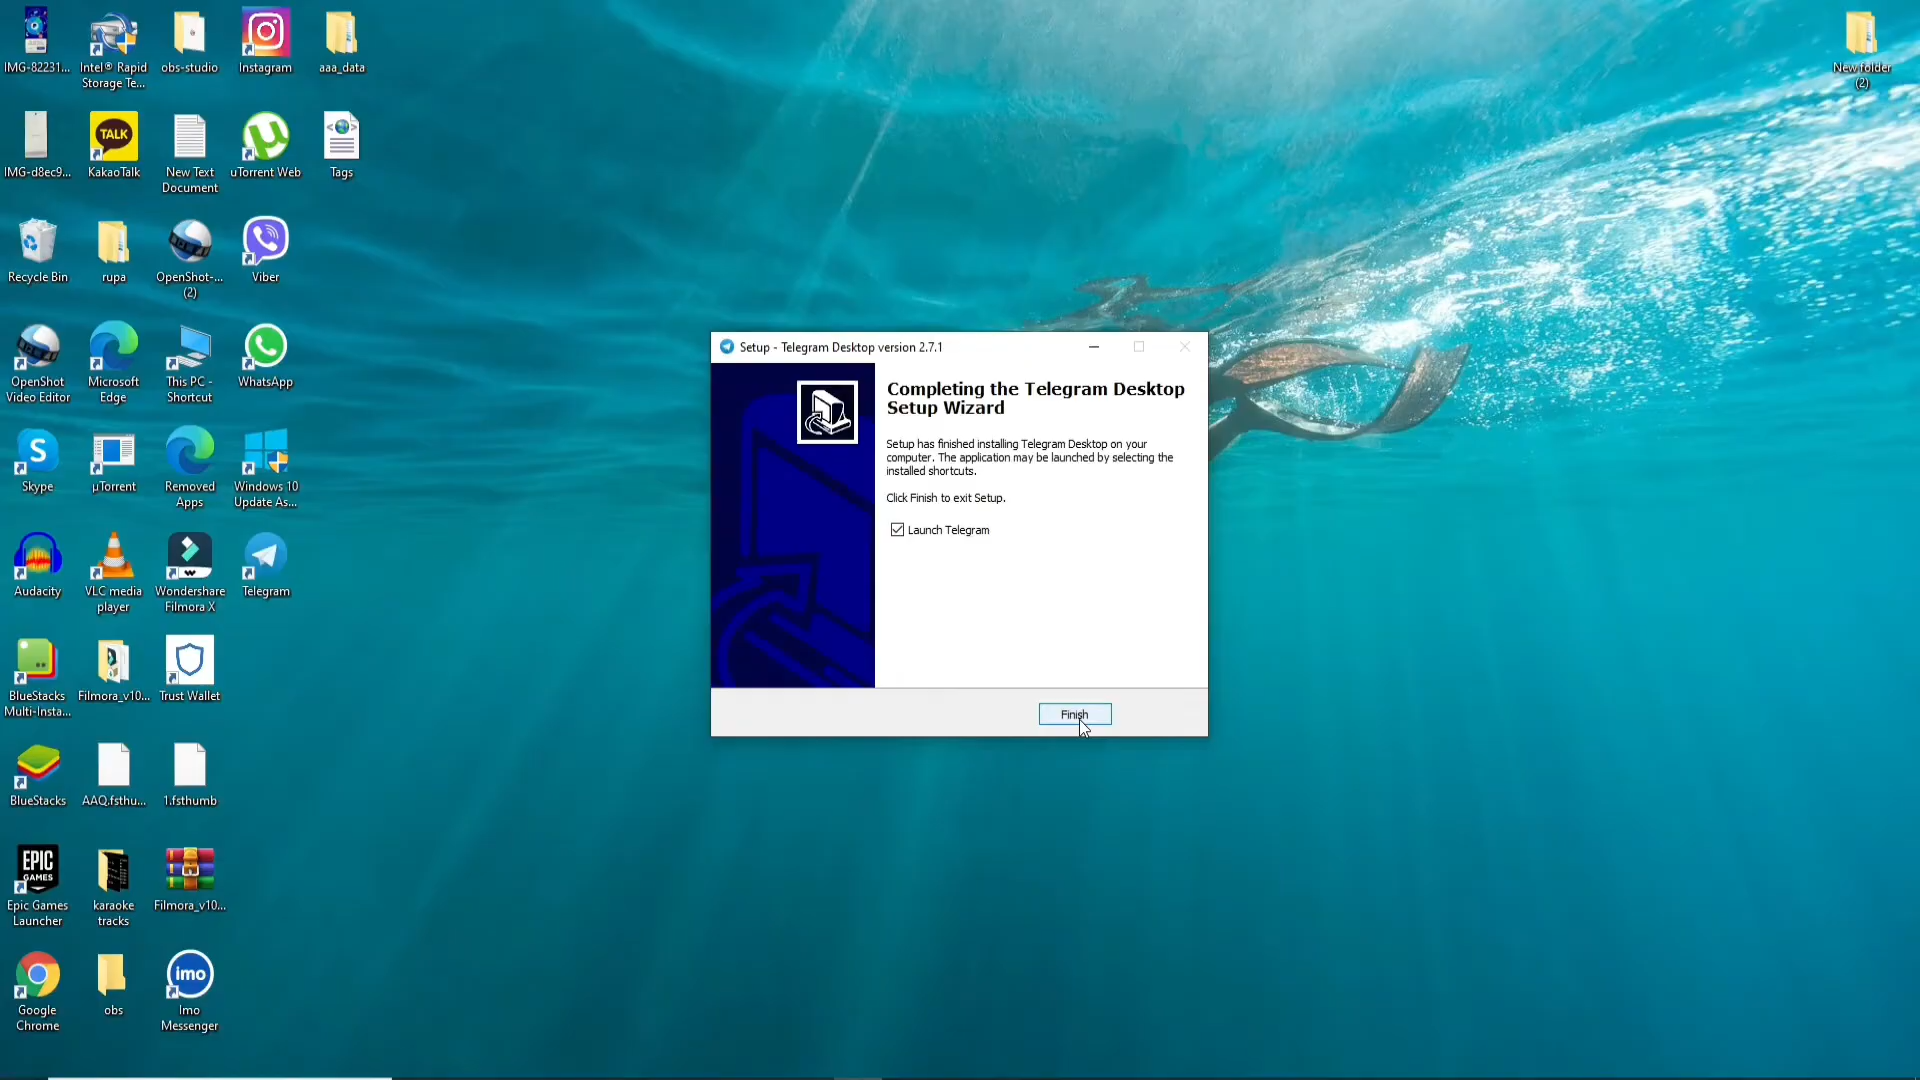 IMG-82231...
Intel® Rapid
Storage Te...
obs-studio
Instagram
aaa_data
New folder
(2)
IMG-d8ec9...
TALK
KakaoTalk
New Text
Document
uTorrent Web
Tags
Recycle Bin
rupa
OpenShot-...
(2)
Viber
OpenShot
Video Editor
Microsoft
Edge
This PC -
Shortcut
WhatsApp
Setup - Telegram Desktop version 2.7.1
Completing the Telegram Desktop
Setup Wizard
Setup has finished installing Telegram Desktop on your
computer. The application may be launched by selecting the
installed shortcuts.
Click Finish to exit Setup.
Launch Telegram
Finish
Skype
µTorrent
Removed
Apps
Windows 10
Update As...
Audacity
VLC media
player
Wondershare
Filmora X
Telegram
BlueStacks
Multi-Insta...
Filmora_v10...
Trust Wallet
BlueStacks
AAQ.fsthu...
1.fsthumb
EPIC
GAMES
Epic Games
Launcher
karaoke
tracks
Filmora_v10...
Google
Chrome
obs
imo
Imo
Messenger